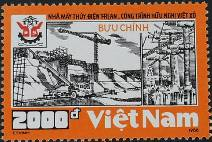 NHÀ MÁY THỦY ĐIỆN TRỊ AN, CÔNG TRÌNH HỮU NGHỊ VIỆT XÔ
BƯU CHÍNH
2000đ Việt Nam
1988